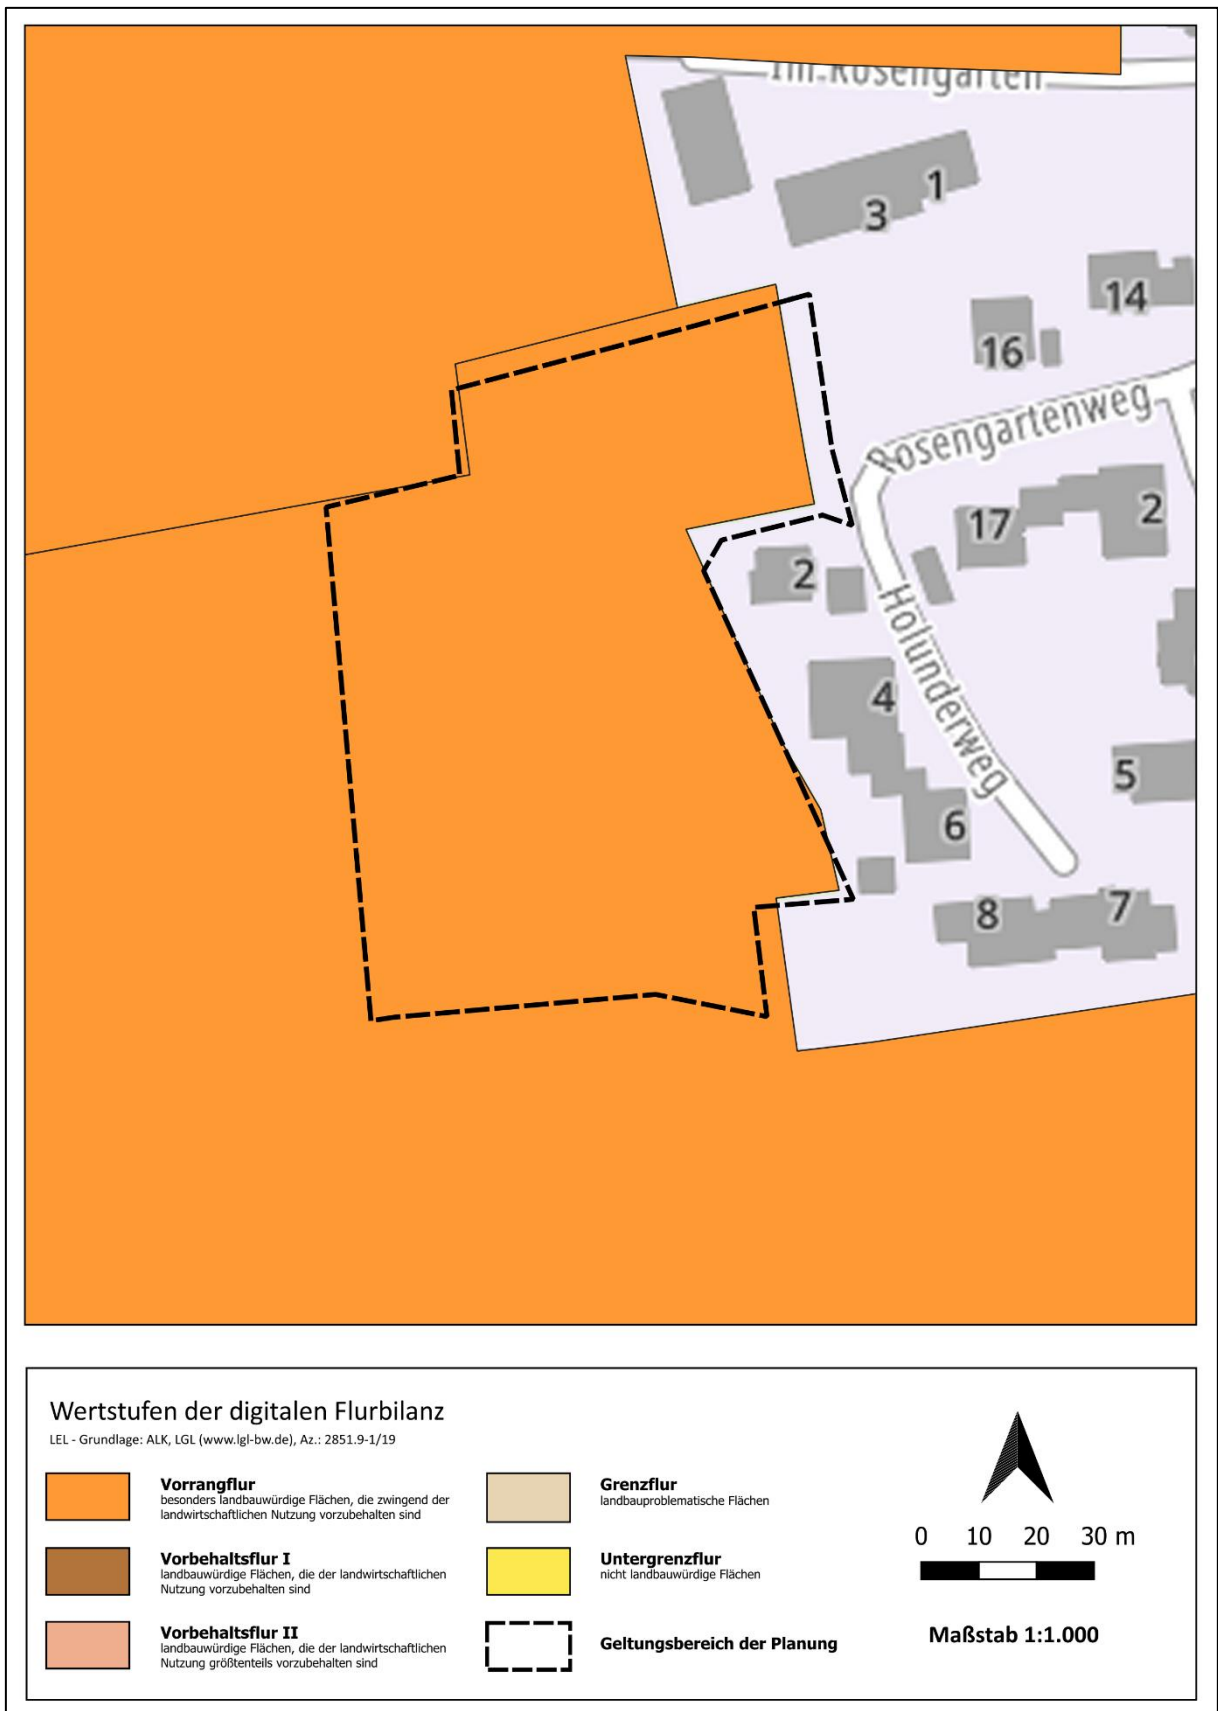 Im Rosengarten
1
3
14
16
Rosengartenweg
17
2
2
Holunderweg
4
5
6
8
7
Wertstufen der digitalen Flurbilanz
LEL - Grundlage: ALK, LGL (www.lgl-bw.de), Az.: 2851.9-1/19
Vorrangflur
besonders landbauwürdige Flächen, die zwingend der
landwirtschaftlichen Nutzung vorzubehalten sind
Vorbehaltsflur I
landbauwürdige Flächen, die der landwirtschaftlichen
Nutzung vorzubehalten sind
Vorbehaltsflur II
landbauwürdige Flächen, die der landwirtschaftlichen
Nutzung größtenteils vorzubehalten sind
Grenzflur
landbauproblematische Flächen
Untergrenzflur
nicht landbauwürdige Flächen
Geltungsbereich der Planung
0 10 20 30 m
Maßstab 1:1.000